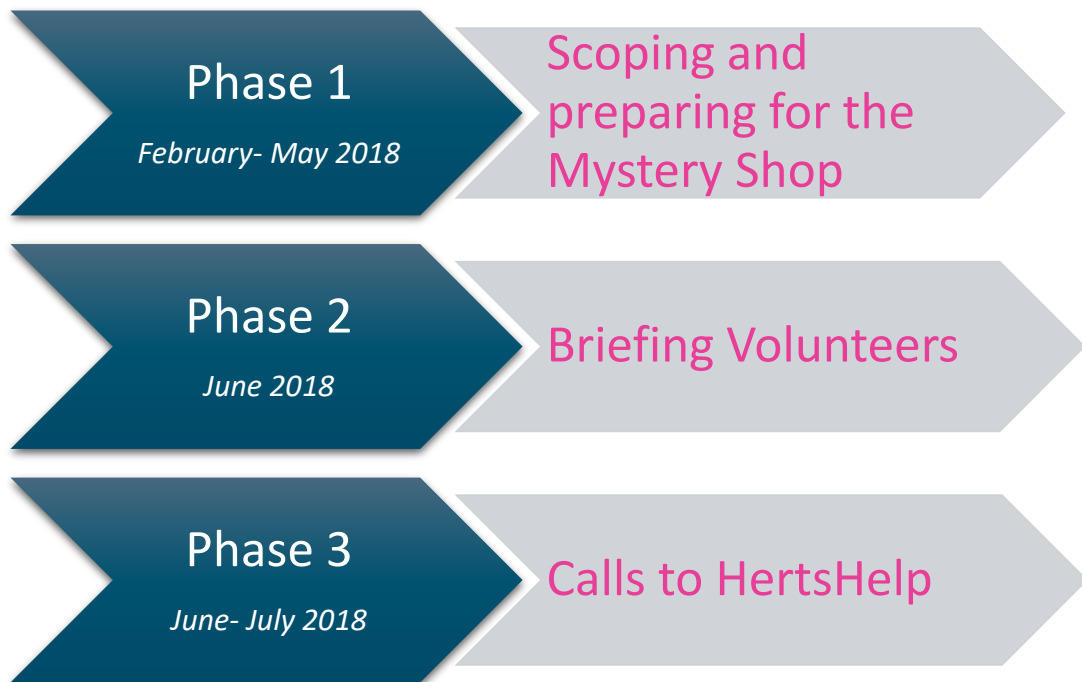 Phase 1
February- May 2018
Scoping and
preparing for the
Mystery Shop
Phase 2
June 2018
Briefing Volunteers
Phase 3
June- July 2018
Calls to HertsHelp